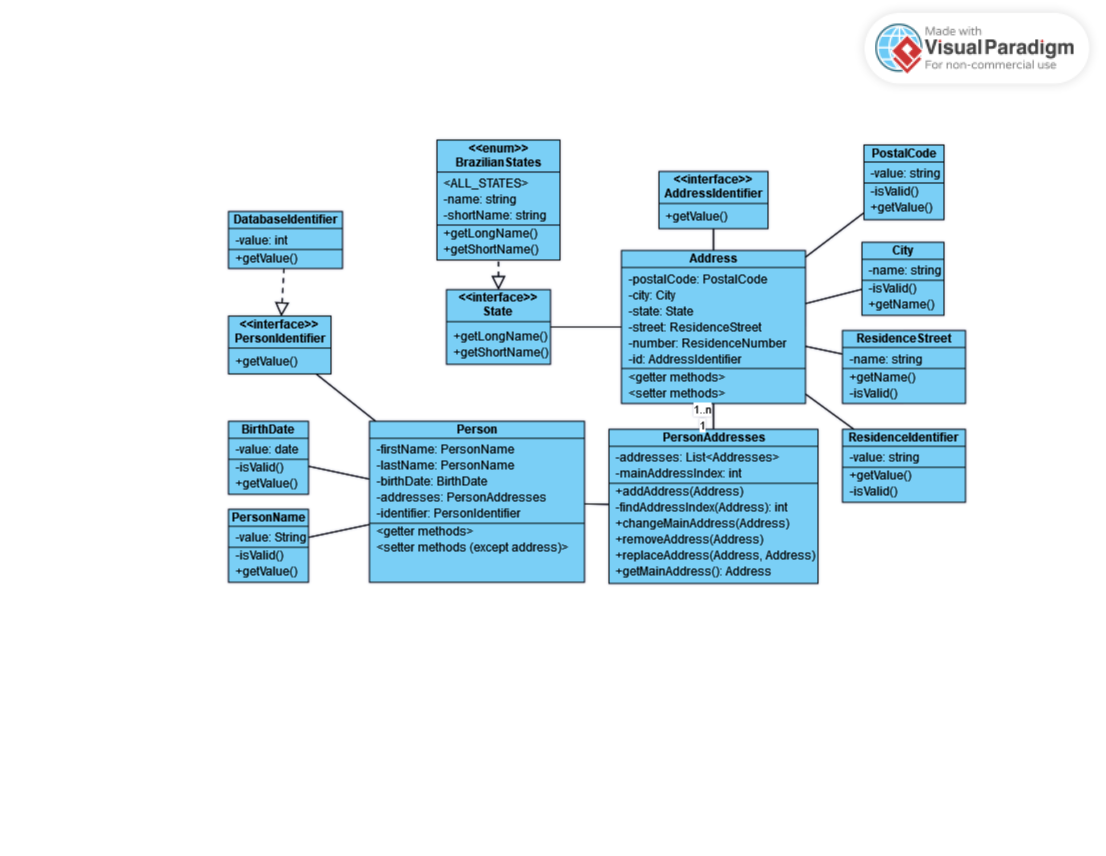 Made with
Visual Paradigm
For non-commercial use
<<enum>>
BrazilianStates
<ALL_STATES>
-name: string
-shortName: string
+getLongName()
+getShortName()
PostalCode
-value: string
-isValid()
+getValue()
<<interface>>
AddressIdentifier
+getValue()
DatabaseIdentifier
-value: int
+getValue()
City
-name: string
-isValid()
+getName()
Address
-postalCode: PostalCode
-city: City
-state: State
-street: ResidenceStreet
-number: ResidenceNumber
-id: AddressIdentifier
<getter methods>
<setter methods>
<<interface>>
State
+getLongName()
+getShortName()
<<interface>>
PersonIdentifier
+getValue()
ResidenceStreet
-name: string
+getName()
-isValid()
1..n
1
BirthDate
-value: date
-isValid()
+getValue()
Person
-firstName: PersonName
-lastName: PersonName
-birthDate: BirthDate
-addresses: PersonAddresses
-identifier: PersonIdentifier
<getter methods>
<setter methods (except address)>
PersonAddresses
-addresses: List<Addresses>
-mainAddressIndex: int
+addAddress(Address)
-findAddressIndex(Address): int
+changeMainAddress(Address)
+removeAddress(Address)
+replaceAddress(Address, Address)
+getMainAddress(): Address
ResidenceIdentifier
-value: string
+getValue()
-isValid()
PersonName
-value: String
-isValid()
+getValue()